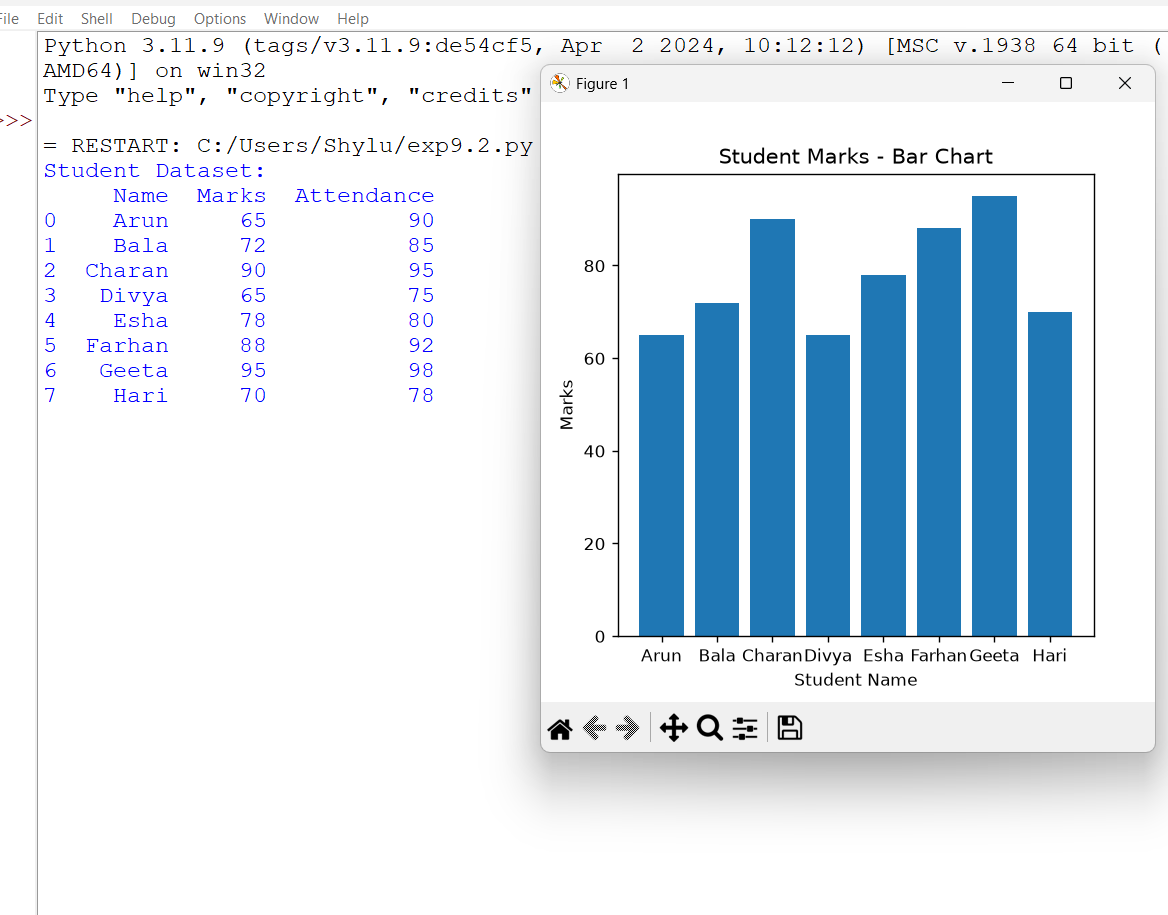 File Edit Shell Debug Options Window Help
Python 3.11.9 (tags/v3.11.9:de54cf5, Apr  2 2024, 10:12:12) [MSC v.1938 64 bit (
AMD64)] on win32
Type "help", "copyright", "credits"
>>>
= RESTART: C:/Users/Shylu/exp9.2.py
Student Dataset:
Name Marks Attendance
0 Arun 65 90
1 Bala 72 85
2 Charan 90 95
3 Divya 65 75
4 Esha 78 80
5 Farhan 88 92
6 Geeta 95 98
7 Hari 70 78
Figure 1
Student Marks - Bar Chart
Marks
80
60
40
20
0
Arun Bala Charan Divya Esha Farhan Geeta Hari
Student Name